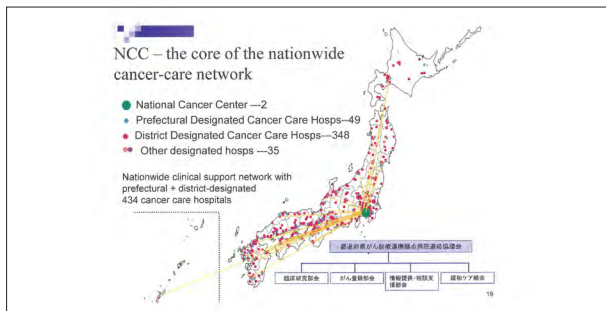 NCC – the core of the nationwide
cancer-care network
National Cancer Center ---2
Prefectural Designated Cancer Care Hosps--49
District Designated Cancer Care Hosps---348
Other designated hosps ---35
Nationwide clinical support network with
prefectural + district-designated
434 cancer care hospitals
都道府県がん診療連携拠点病院連絡協議会
臨床研究部会
がん登録部会
情報提供・相談支
援部会
緩和ケア部会
19